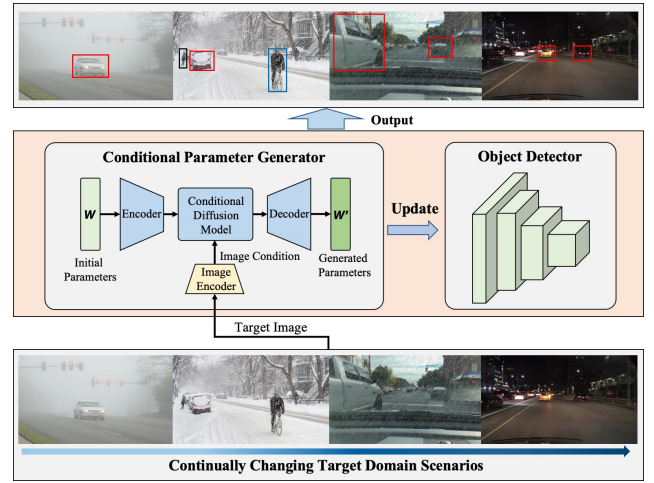 Output
Conditional Parameter Generator
Object Detector
W
Encoder
Conditional
Diffusion
Model
Decoder
W'
Update
Initial
Parameters
Image Condition
Generated
Parameters
Image
Encoder
Target Image
Continually Changing Target Domain Scenarios